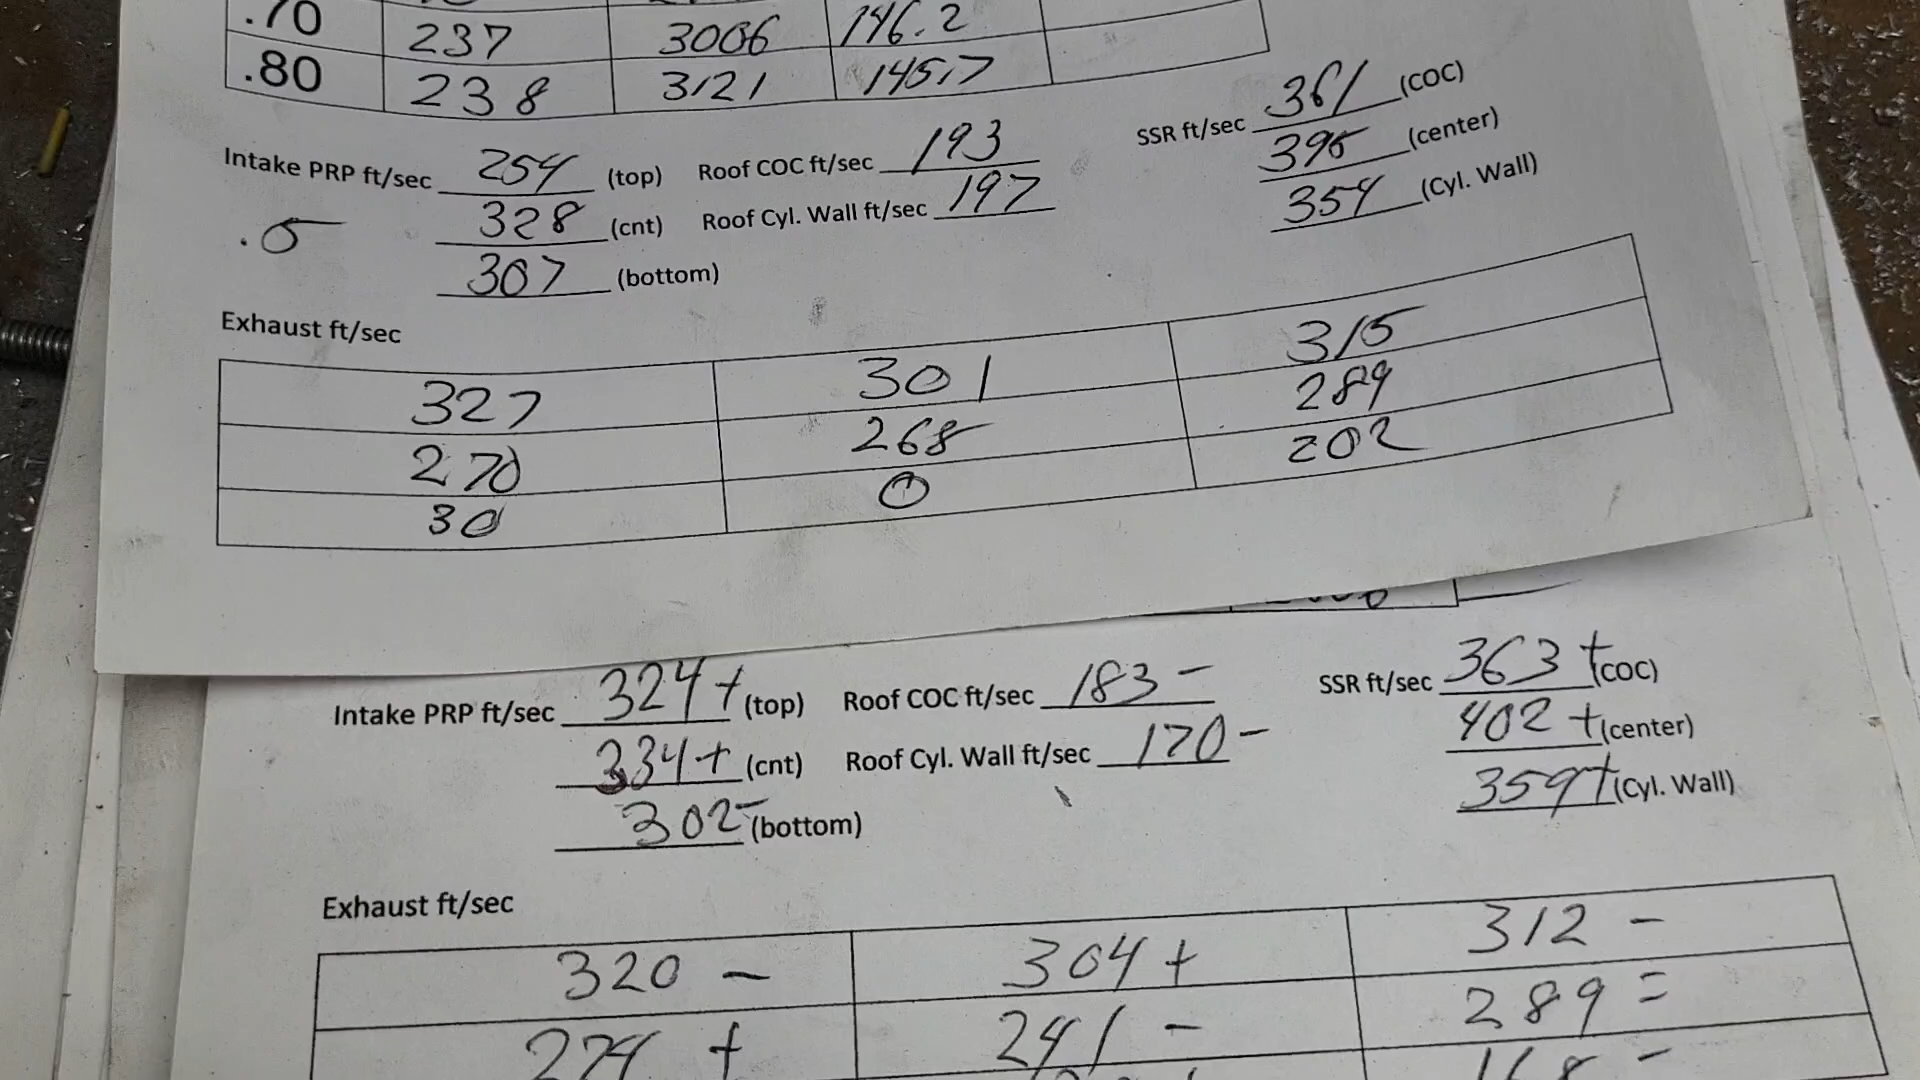 .70 237 3006 146.2
.80 238 3121 145.7
Intake PRP ft/sec 254 (top) Roof COC ft/sec 193 SSR ft/sec 361 (COC)
.5 328 (cnt) Roof Cyl. Wall ft/sec 197 395 (center)
307 (bottom) 354 (Cyl. Wall)
Exhaust ft/sec
327 301 315
270 268 289
30 0 202
Intake PRP ft/sec 324 + (top) Roof COC ft/sec 183 - SSR ft/sec 363 + (COC)
334 + (cnt) Roof Cyl. Wall ft/sec 170 - 402 + (center)
302 - (bottom) 359 + (Cyl. Wall)
Exhaust ft/sec
320 - 304 + 312 -
274 + 241 - 289 =
168 -